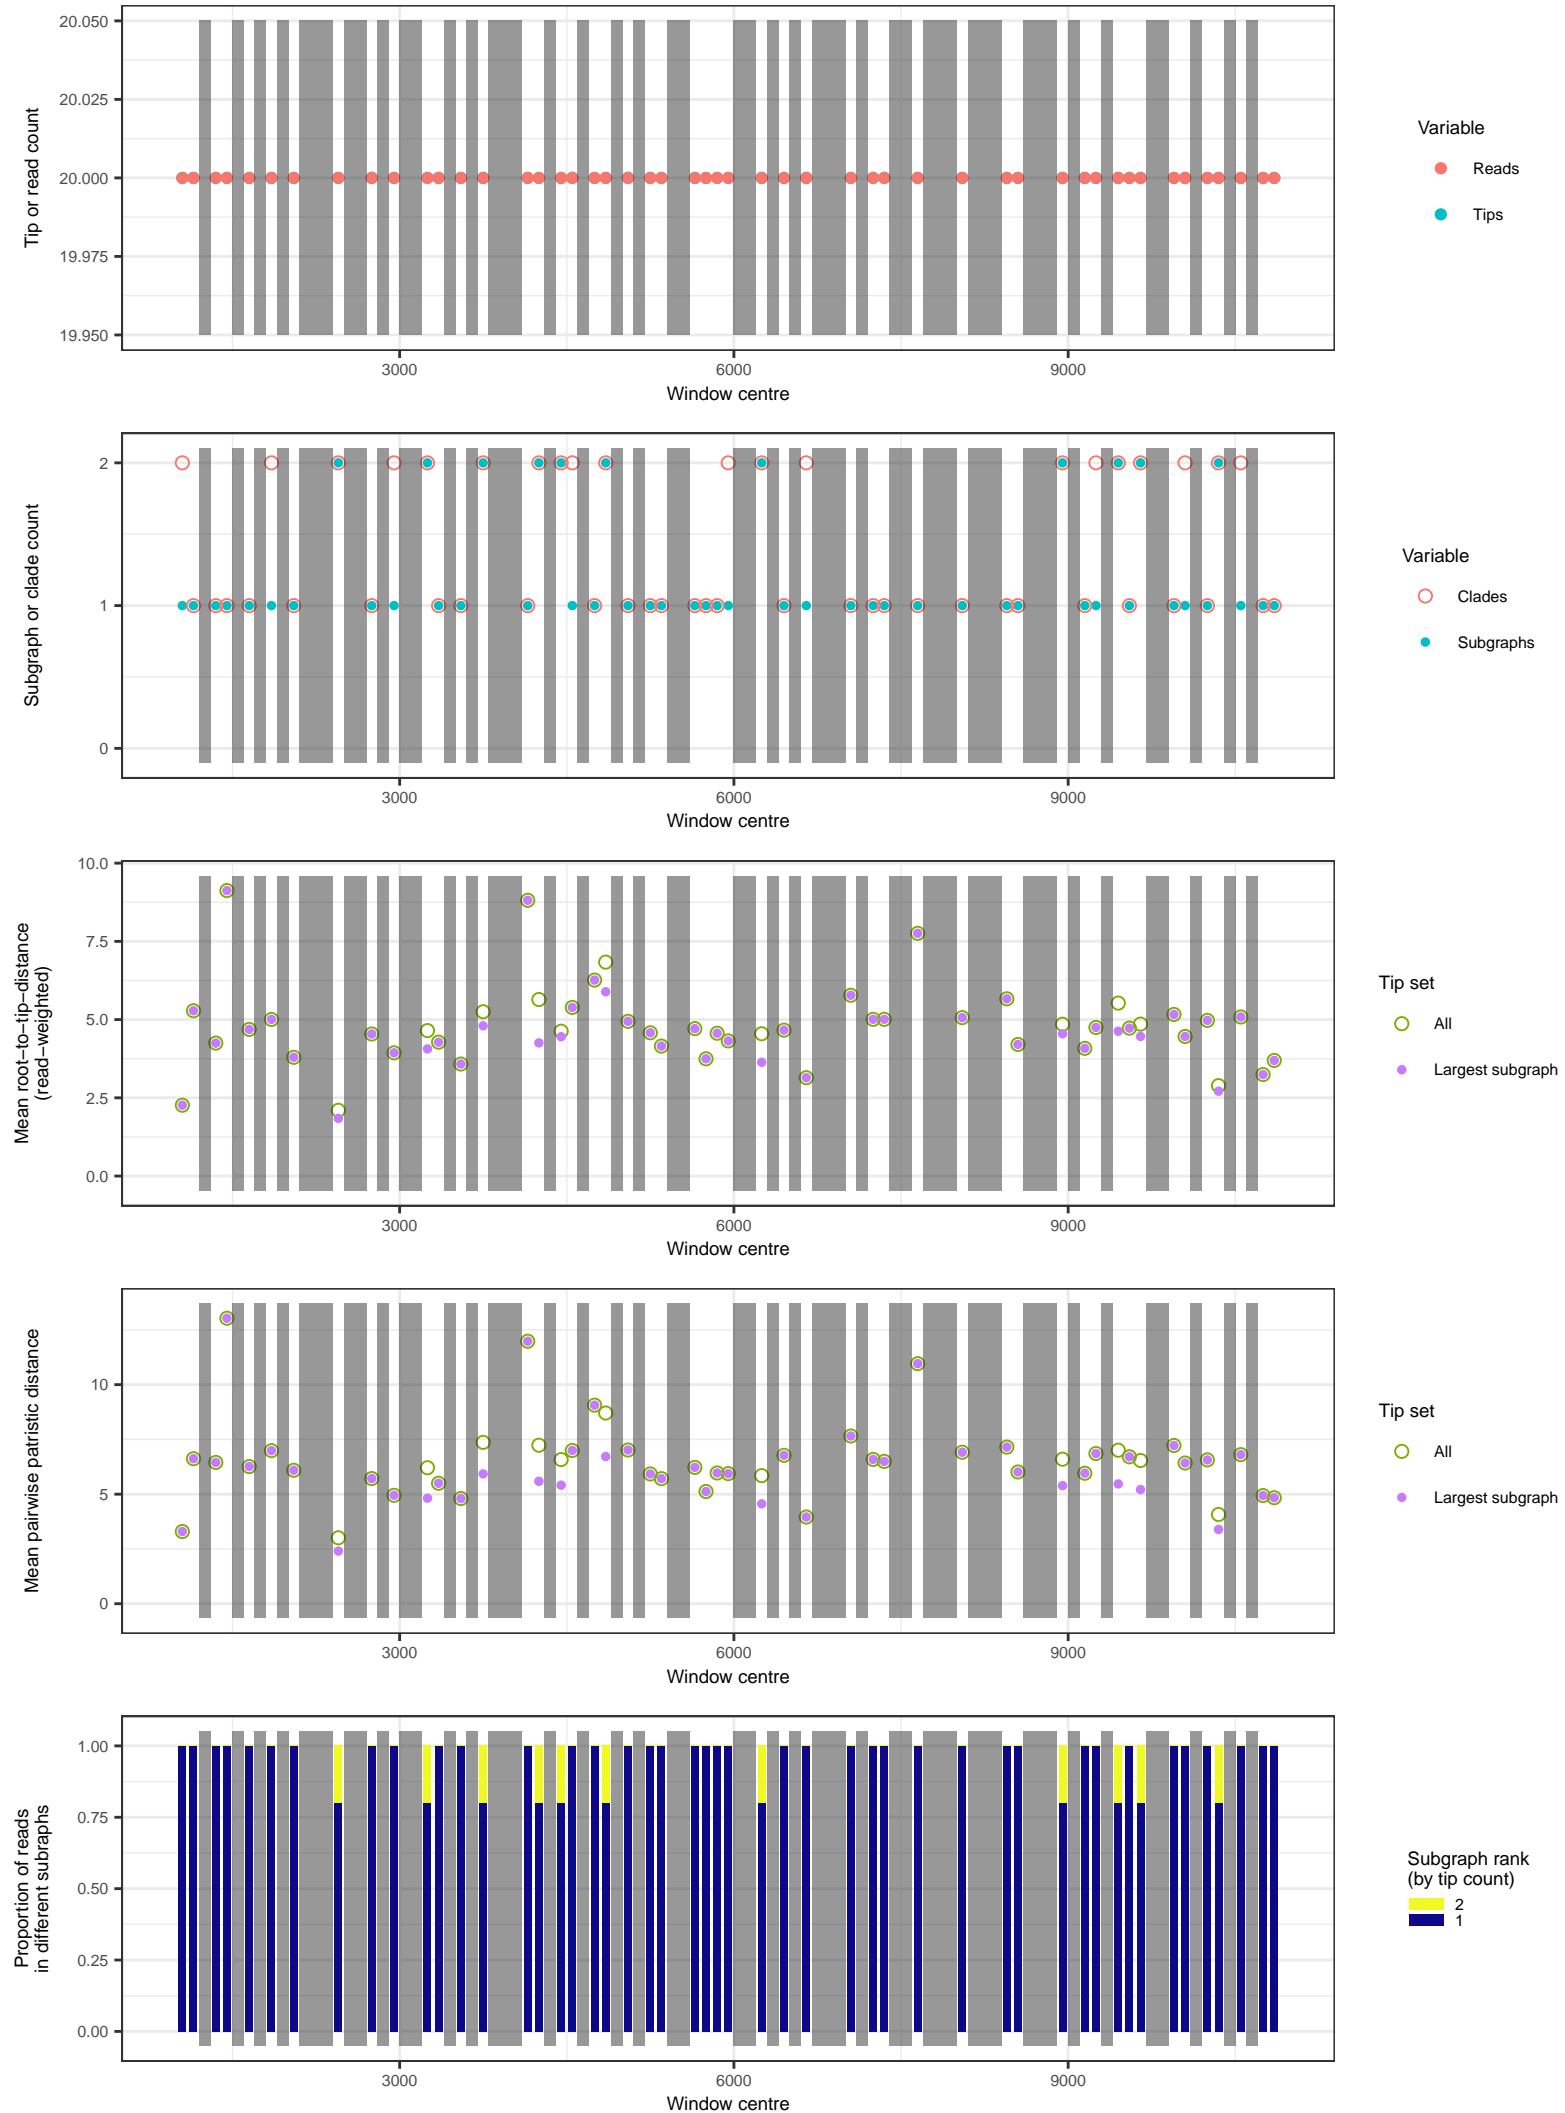 20.050
20.025
20.000
19.975
19.950
Tip or read count
3000
6000
9000
Window centre
Variable
Reads
Tips
2
1
0
Subgraph or clade count
3000
6000
9000
Window centre
Variable
Clades
Subgraphs
10.0
7.5
5.0
2.5
0.0
Mean root−to−tip−distance
(read−weighted)
3000
6000
9000
Window centre
Tip set
All
Largest subgraph
10
5
0
Mean pairwise patristic distance
3000
6000
9000
Window centre
Tip set
All
Largest subgraph
1.00
0.75
0.50
0.25
0.00
Proportion of reads
in different subraphs
3000
6000
9000
Window centre
Subgraph rank
(by tip count)
2
1